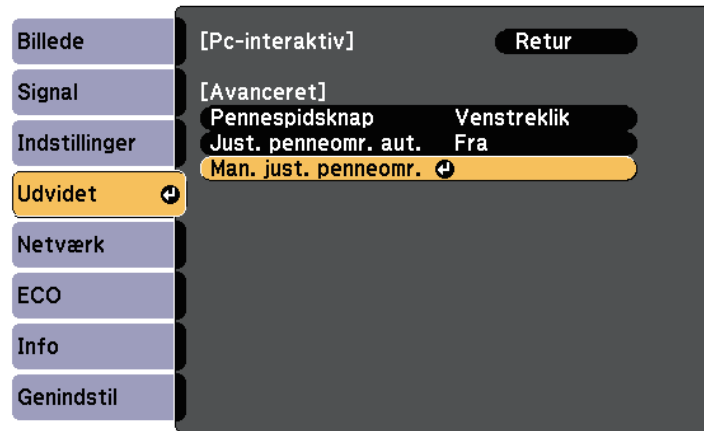 Billede
Signal
Indstillinger
Udvidet
Netværk
ECO
Info
Genindstil
[Pc-interaktiv] Retur
[Avanceret]
Pennespidsknap Venstreklik
Just. penneomr. aut. Fra
Man. just. penneomr.